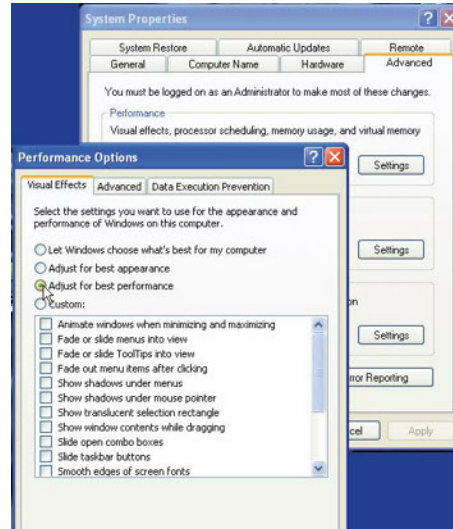 System Properties
System Restore Automatic Updates Remote
General Computer Name Hardware Advanced
You must be logged on as an Administrator to make most of these changes.
Performance
Visual effects, processor scheduling, memory usage, and virtual memory
Settings
Settings
on
Settings
rror Reporting
cel Apply
Performance Options
Visual Effects Advanced Data Execution Prevention
Select the settings you want to use for the appearance and
performance of Windows on this computer.
Let Windows choose what's best for my computer
Adjust for best appearance
Adjust for best performance
Custom:
Animate windows when minimizing and maximizing
Fade or slide menus into view
Fade or slide ToolTips into view
Fade out menu items after clicking
Show shadows under menus
Show shadows under mouse pointer
Show translucent selection rectangle
Show window contents while dragging
Slide open combo boxes
Slide taskbar buttons
Smooth edges of screen fonts